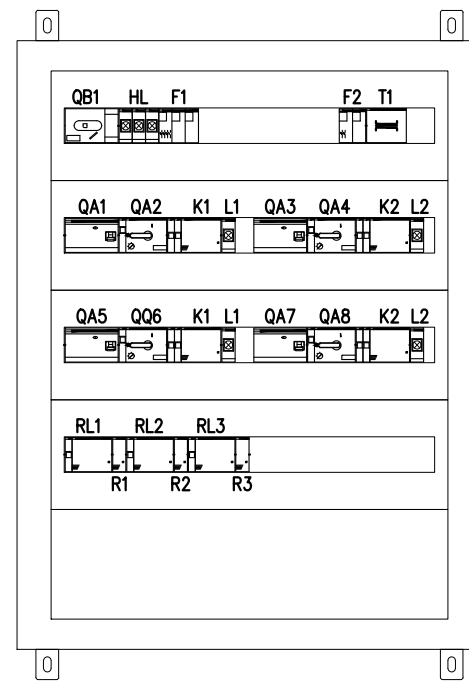 QB1 HL F1 F2 T1
QA1 QA2 K1 L1 QA3 QA4 K2 L2
QA5 QQ6 K1 L1 QA7 QA8 K2 L2
RL1 RL2 RL3
R1 R2 R3